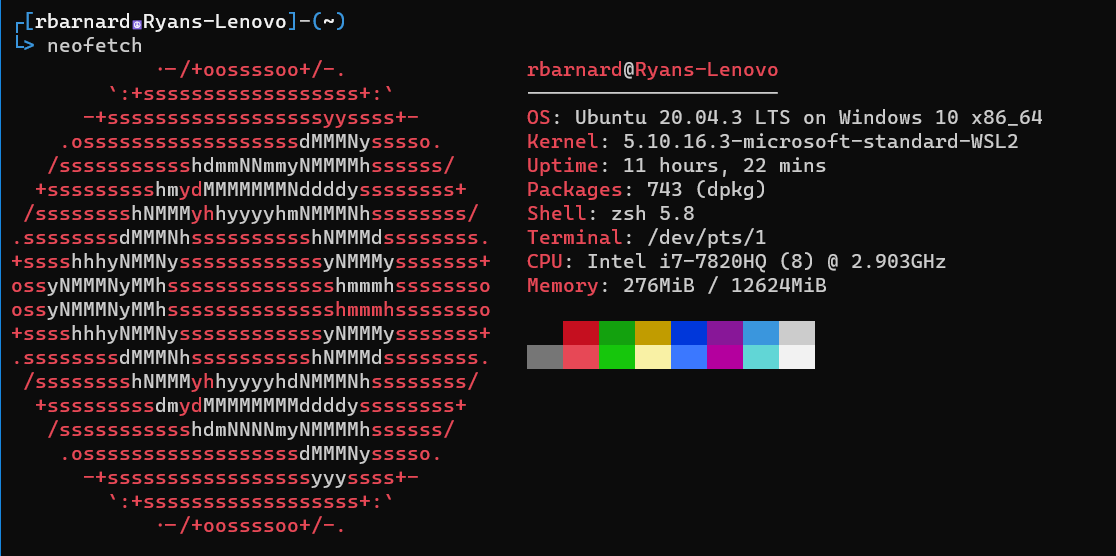 ┌[rbarnard☮Ryans-Lenovo]-(~)
└> neofetch
            .-/+oossssoo+/-.               rbarnard@Ryans-Lenovo
        `:+ssssssssssssssssss+:`           ---------------------
      -+ssssssssssssssssssyyssss+-         OS: Ubuntu 20.04.3 LTS on Windows 10 x86_64
    .ossssssssssssssssssdMMMNysssso.       Kernel: 5.10.16.3-microsoft-standard-WSL2
   /ssssssssssshdmmNNmmyNMMMMhssssss/      Uptime: 11 hours, 22 mins
  +ssssssssshmydMMMMMMMNddddyssssssss+     Packages: 743 (dpkg)
 /sssssssshNMMMyhhyyyyhmNMMMNhssssssss/    Shell: zsh 5.8
.ssssssssdMMMNhsssssssssshNMMMdssssssss.   Terminal: /dev/pts/1
+sssshhhyNMMNyssssssssssssyNMMMysssssss+   CPU: Intel i7-7820HQ (8) @ 2.903GHz
ossyNMMMNyMMhsssssssssssssshmmmhssssssso   Memory: 276MiB / 12624MiB
ossyNMMMNyMMhsssssssssssssshmmmhssssssso
+sssshhhyNMMNyssssssssssssyNMMMysssssss+
.ssssssssdMMMNhsssssssssshNMMMdssssssss.
 /sssssssshNMMMyhhyyyyhdNMMMNhssssssss/
  +sssssssssdmydMMMMMMMMddddyssssssss+
   /ssssssssssshdmNNNNmyNMMMMhssssss/
    .ossssssssssssssssssdMMMNysssso.
      -+sssssssssssssssssyyyssss+-
        `:+ssssssssssssssssss+:`
            .-/+oossssoo+/-.